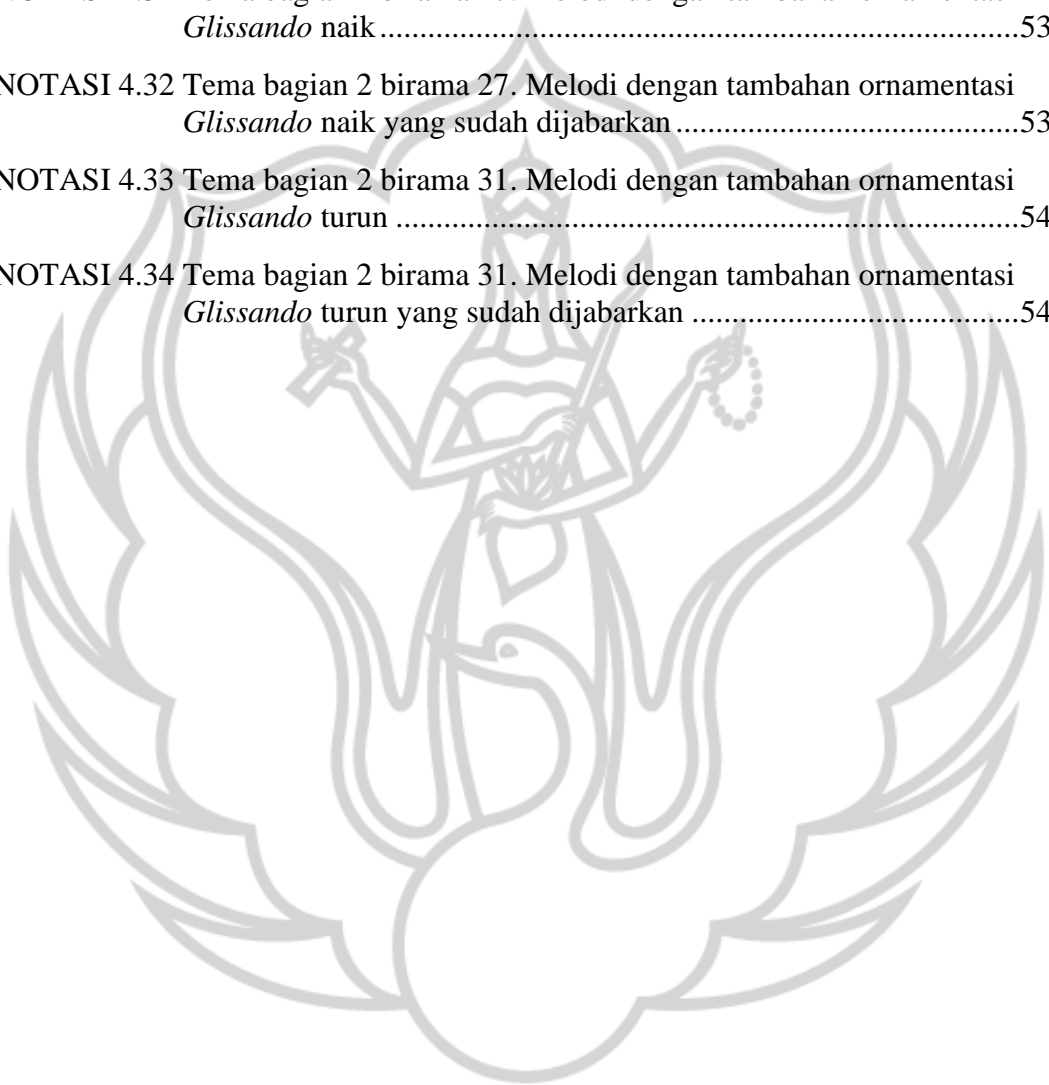 Glissando naik......................................................................................53
NOTASI 4.32 Tema bagian 2 birama 27. Melodi dengan tambahan ornamentasi
Glissando naik yang sudah dijabarkan..............................................53
NOTASI 4.33 Tema bagian 2 birama 31. Melodi dengan tambahan ornamentasi
Glissando turun ....................................................................................54
NOTASI 4.34 Tema bagian 2 birama 31. Melodi dengan tambahan ornamentasi
Glissando turun yang sudah dijabarkan ............................................54